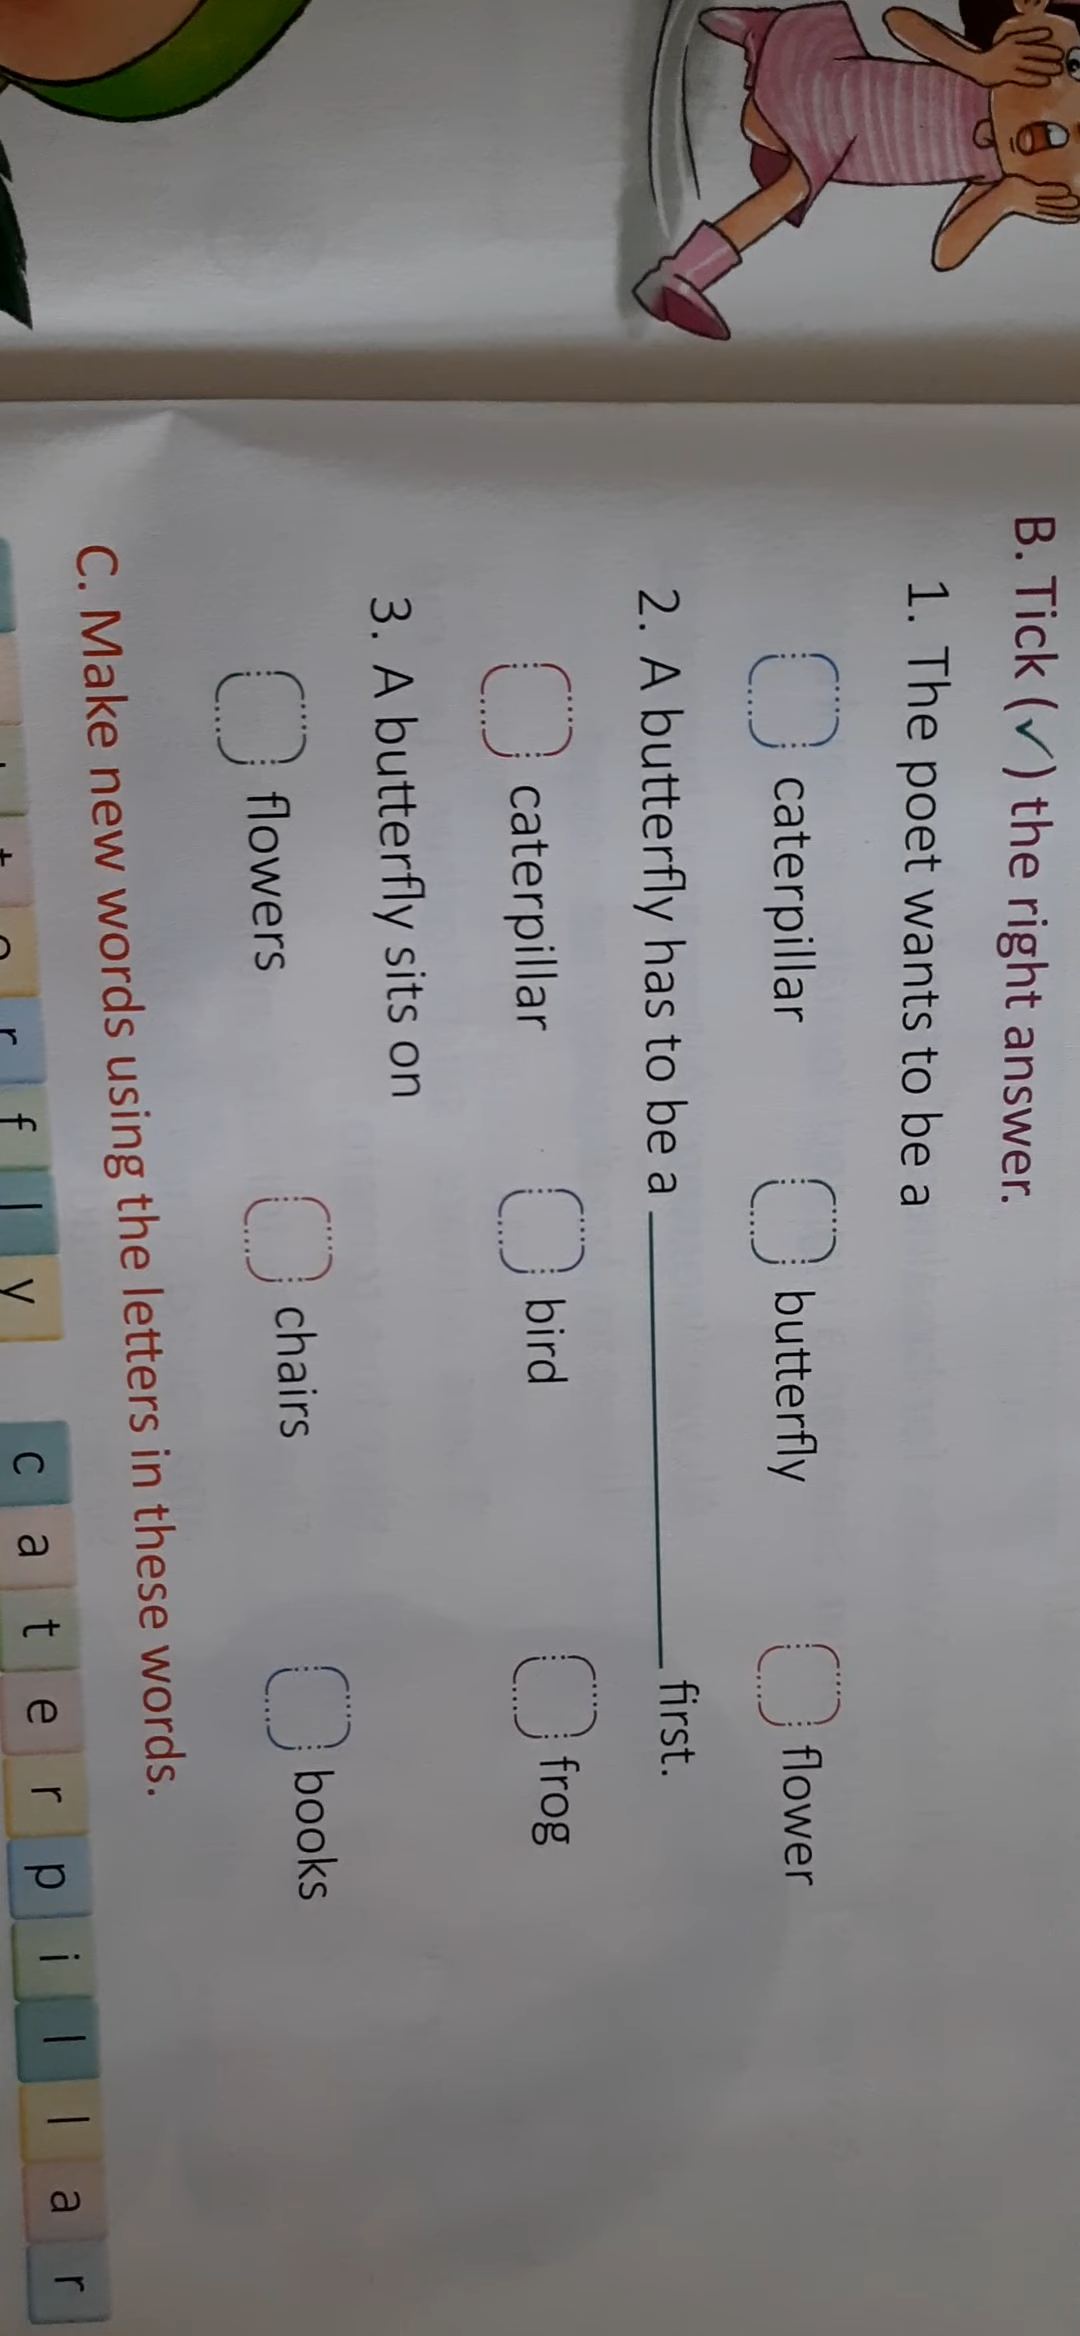 B. Tick (✓) the right answer.
1. The poet wants to be a
caterpillar butterfly flower
2. A butterfly has to be a ____________ first.
caterpillar bird frog
3. A butterfly sits on
flowers chairs books
C. Make new words using the letters in these words.
t e r f l y c a t e r p i l l a r